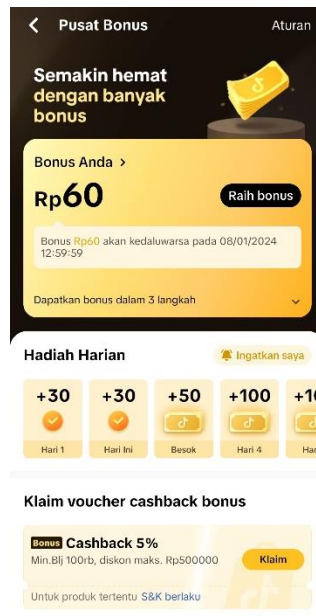 Pusat Bonus
Aturan
Semakin hemat
dengan banyak
bonus
Bonus Anda >
Rp60
Raih bonus
Bonus Rp60 akan kedaluwarsa pada 08/01/2024
12:59:59
Dapatkan bonus dalam 3 langkah
Hadiah Harian
Ingatkan saya
+30 +30 +50 +100
Hari 1 Hari Ini Besok Hari 4
Klaim voucher cashback bonus
Bonus Cashback 5%
Min.Blj 100rb, diskon maks. Rp500000
Klaim
Untuk produk tertentu S&K berlaku